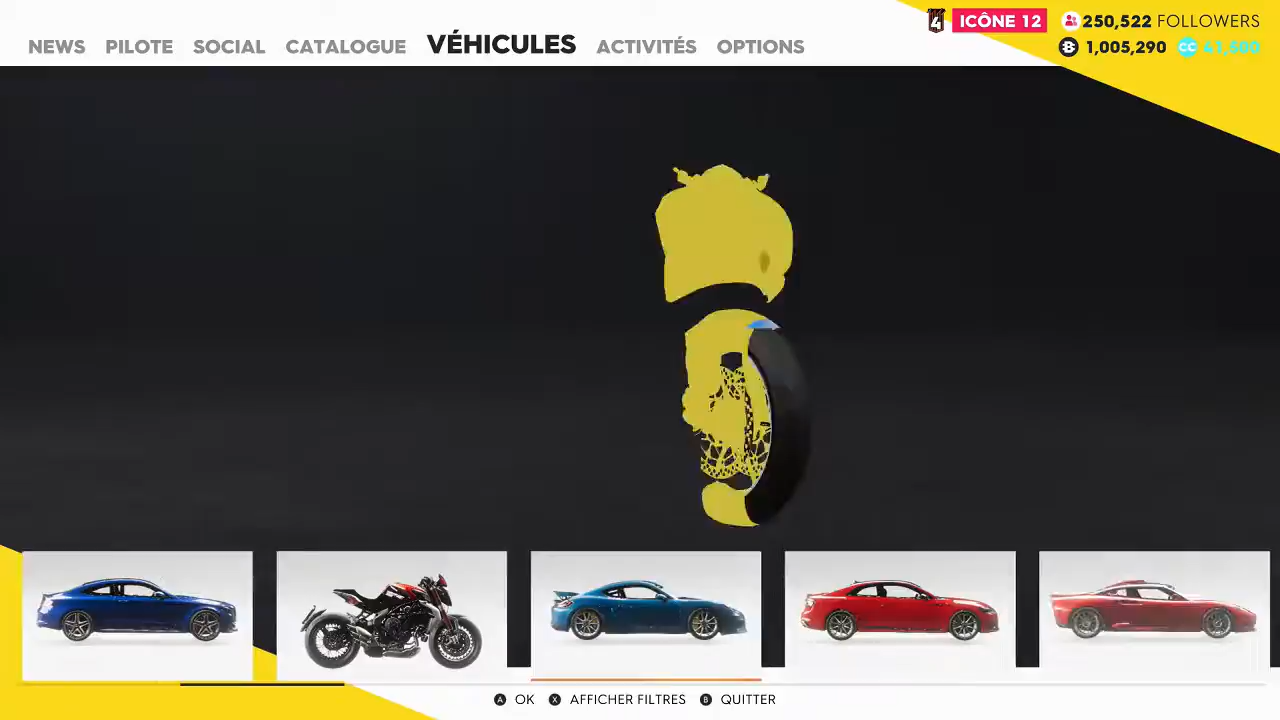 4 ICÔNE 12 250,522 FOLLOWERS
NEWS PILOTE SOCIAL CATALOGUE VÉHICULES ACTIVITÉS OPTIONS
1,005,290 CC 41,500
A OK X AFFICHER FILTRES B QUITTER